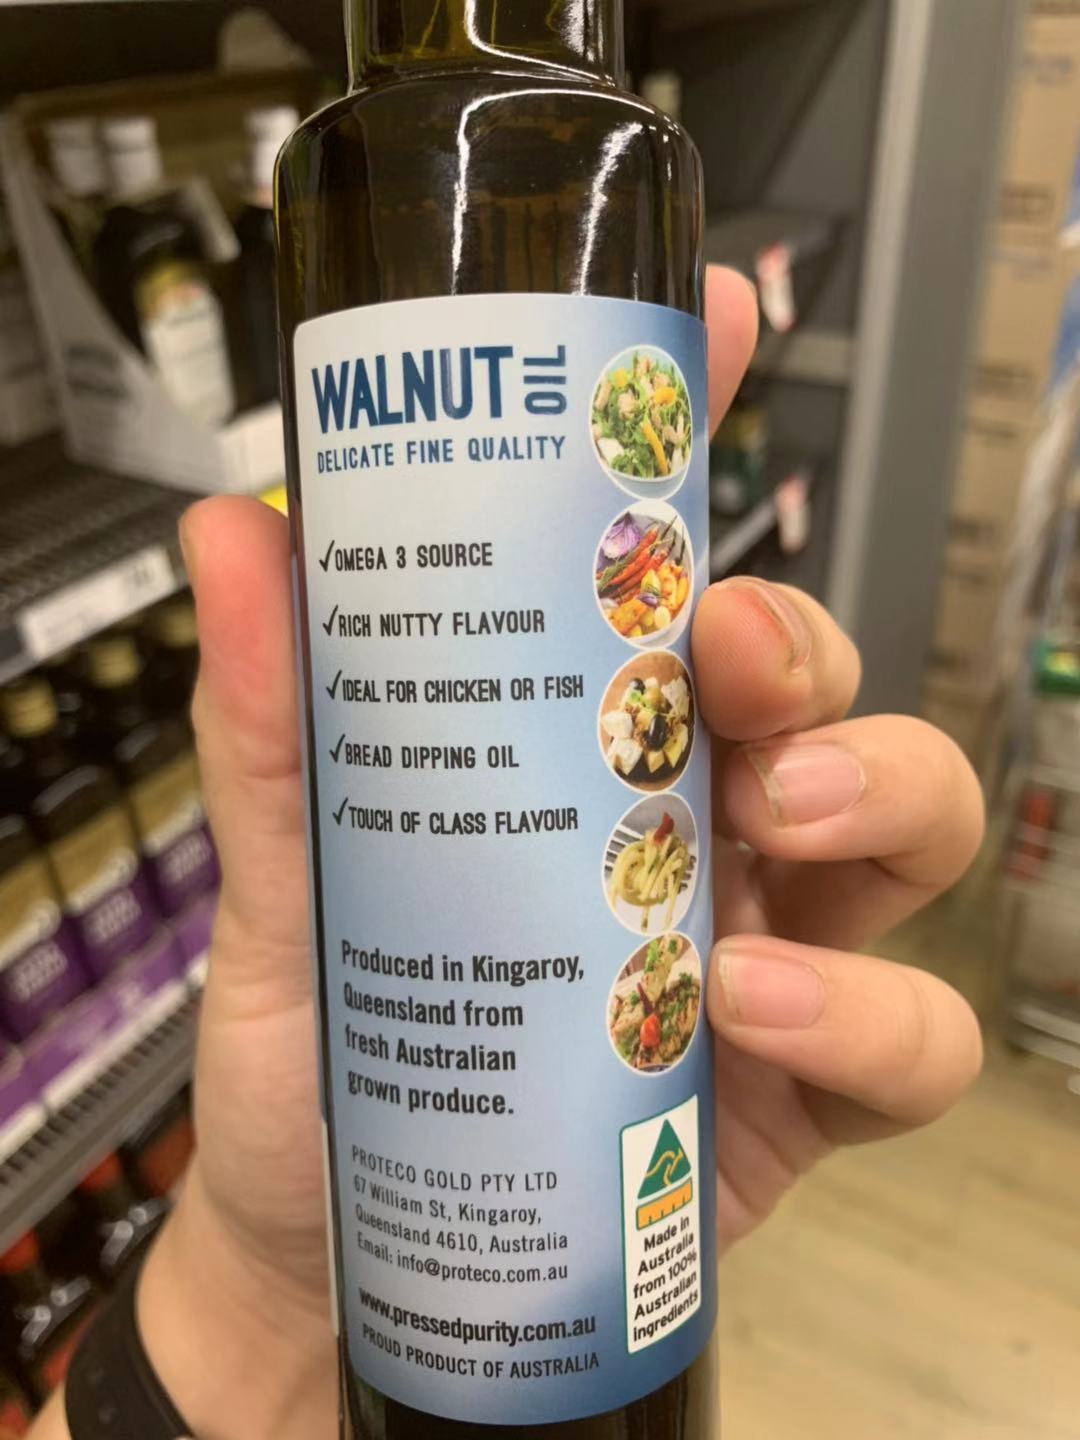 WALNUT OIL
DELICATE FINE QUALITY
✓OMEGA 3 SOURCE
✓RICH NUTTY FLAVOUR
✓IDEAL FOR CHICKEN OR FISH
✓BREAD DIPPING OIL
✓TOUCH OF CLASS FLAVOUR
Produced in Kingaroy,
Queensland from
fresh Australian
grown produce.
PROTECO GOLD PTY LTD
67 William St, Kingaroy,
Queensland 4610, Australia
Email: info@proteco.com.au
www.pressedpurity.com.au
PROUD PRODUCT OF AUSTRALIA
Made in
Australia
from 100%
Australian
ingredients